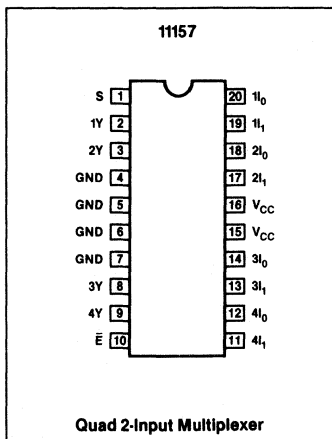 11157
S 1 20 1I₀
1Y 2 19 1I₁
2Y 3 18 2I₀
GND 4 17 2I₁
GND 5 16 V_CC
GND 6 15 V_CC
GND 7 14 3I₀
3Y 8 13 3I₁
4Y 9 12 4I₀
E̅ 10 11 4I₁
Quad 2-Input Multiplexer